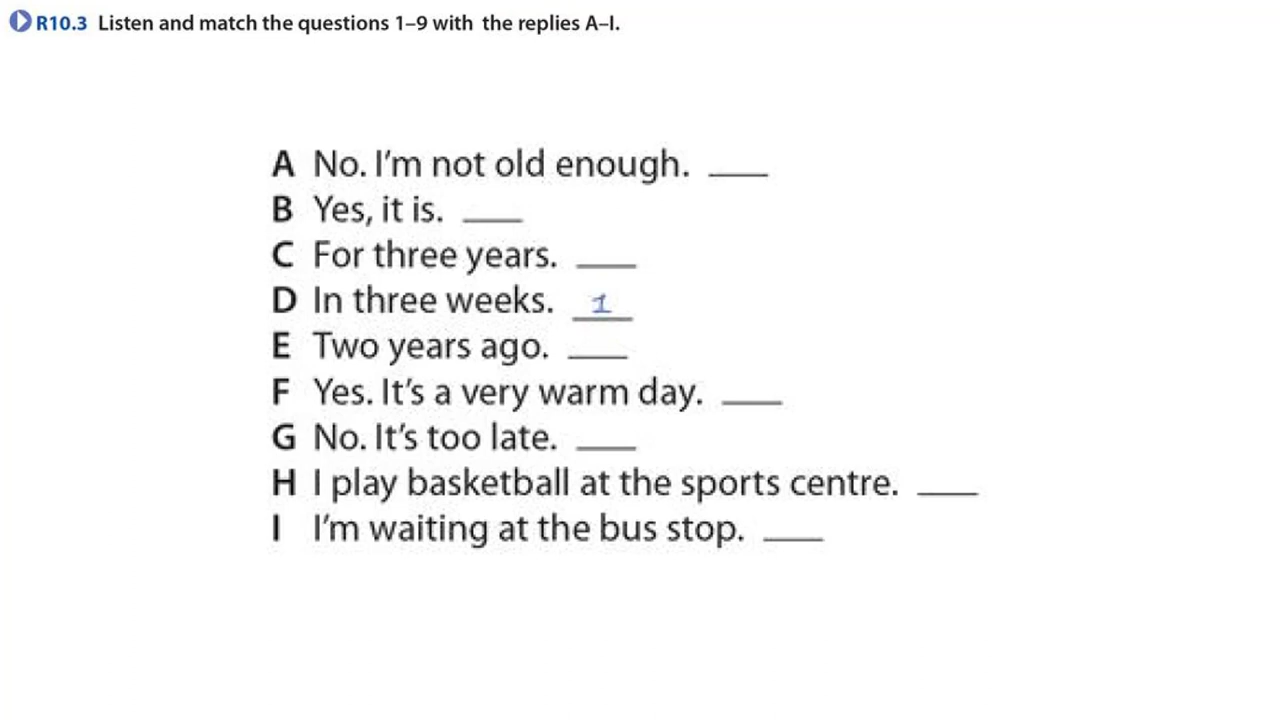 R10.3 Listen and match the questions 1–9 with the replies A–I.
A No. I'm not old enough. ____
B Yes, it is. ____
C For three years. ____
D In three weeks. 1
E Two years ago. ____
F Yes. It's a very warm day. ____
G No. It's too late. ____
H I play basketball at the sports centre. ____
I I'm waiting at the bus stop. ____